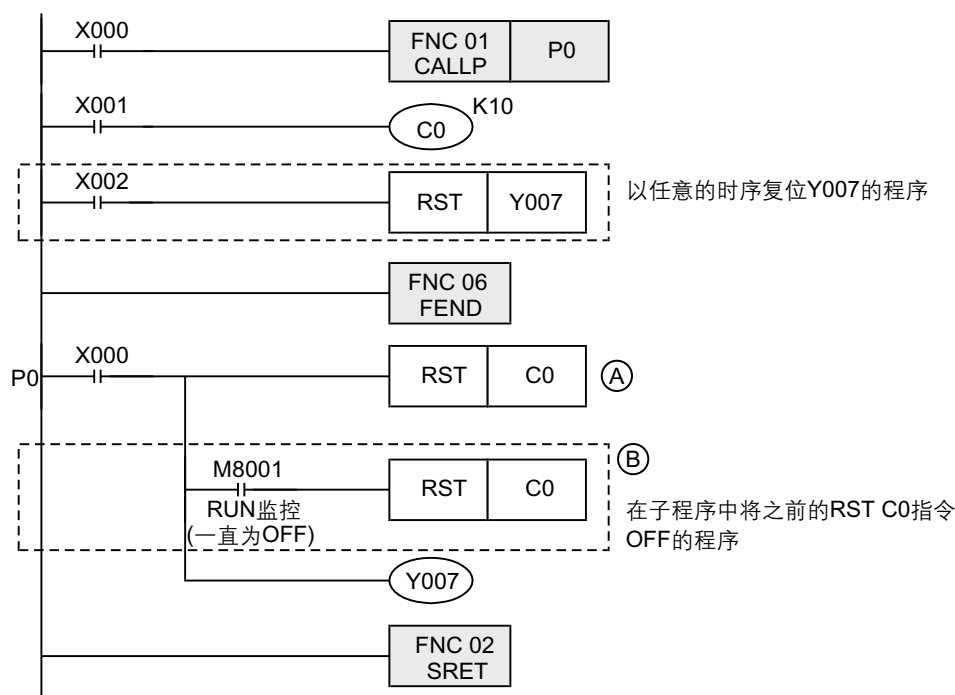 X000
FNC 01
CALLP
P0
X001
K10
C0
X002
RST
Y007
以任意的时序复位Y007的程序
FNC 06
FEND
P0
X000
RST
C0
A
B
M8001
RST
C0
RUN监控
(一直为OFF)
在子程序中将之前的RST C0指令
OFF的程序
Y007
FNC 02
SRET